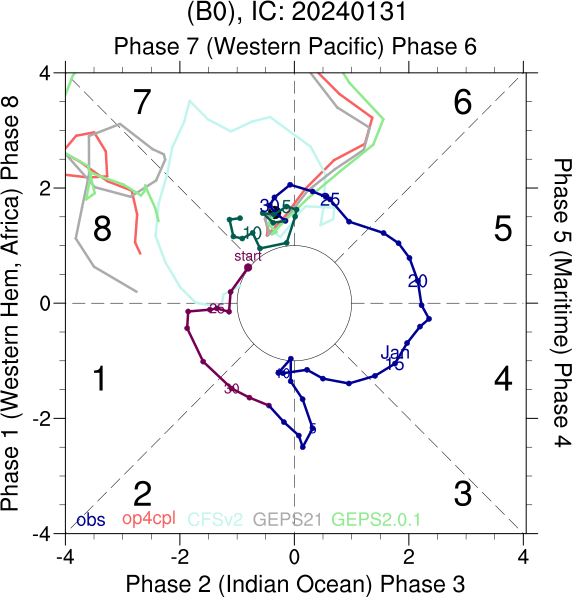 (B0), IC: 20240131
Phase 7 (Western Pacific) Phase 6
4
7
6
Phase 1 (Western Hem, Africa) Phase 8
Phase 5 (Maritime) Phase 4
2
30
5
25
8
10
5
start
20
0
25
Jan
15
10
1
4
30
-2
5
2
3
obs
op4cpl
CFSv2
GEPS21
GEPS2.0.1
-4
-4
-2
0
2
4
Phase 2 (Indian Ocean) Phase 3